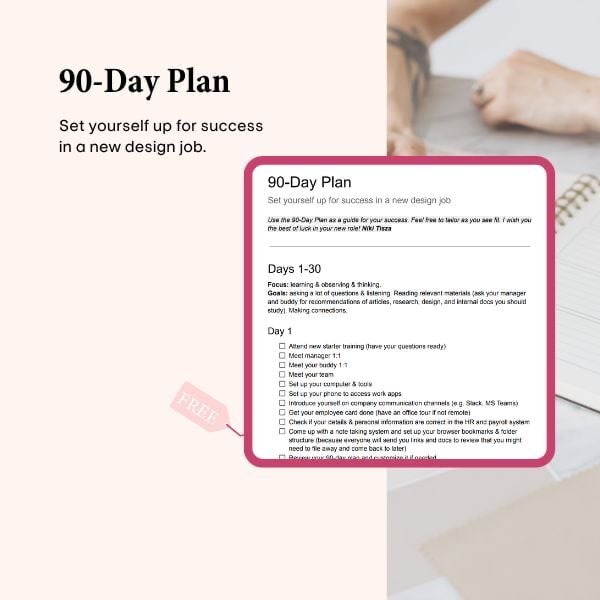 90-Day Plan
Set yourself up for success
in a new design job.
90-Day Plan
Set yourself up for success in a new design job
Use the 90-Day Plan as a guide for your success. Feel free to tailor as you see fit. I wish you
the best of luck in your new role! Niki Tisza
Days 1-30
Focus: learning & observing & thinking.
Goals: asking a lot of questions & listening. Reading relevant materials (ask your manager
and buddy for recommendations of articles, research, design, and internal docs you should
study). Making connections.
Day 1
Attend new starter training (have your questions ready)
Meet manager 1:1
Meet your buddy 1:1
Meet your team
Set up your computer & tools
Set up your phone to access work apps
Introduce yourself on company communication channels (e.g. Slack, MS Teams)
Get your employee card done (have an office tour if not remote)
Check if your details & personal information are correct in the HR and payroll system
Come up with a note taking system and set up your browser bookmarks & folder
structure (because everyone will send you links and docs to review that you might
need to file away and come back to later)
Review your 90-day plan and customize it if needed
FREE